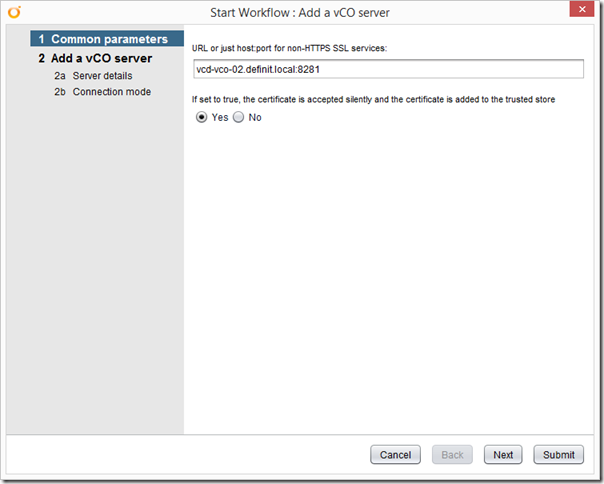 Start Workflow : Add a vCO server
1 Common parameters
2 Add a vCO server
2a Server details
2b Connection mode
URL or just host:port for non-HTTPS SSL services:
vcd-vco-02.definit.local:8281
If set to true, the certificate is accepted silently and the certificate is added to the trusted store
Yes No
Cancel Back Next Submit